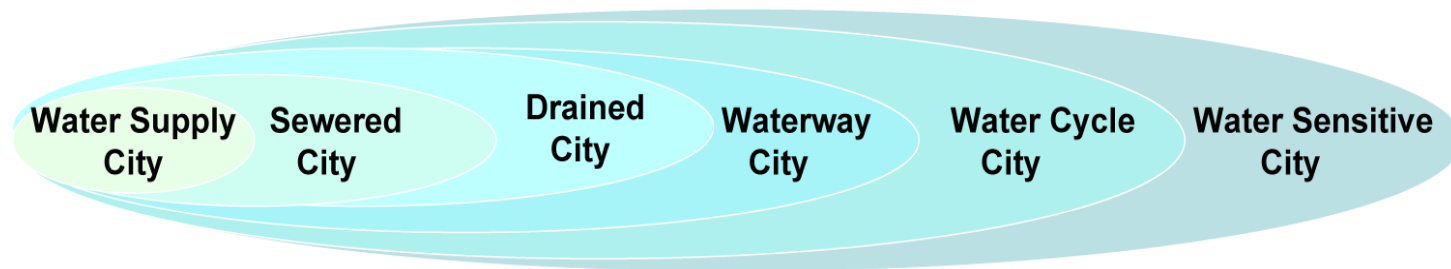 Water Supply
City
Sewered
City
Drained
City
Waterway
City
Water Cycle
City
Water Sensitive
City